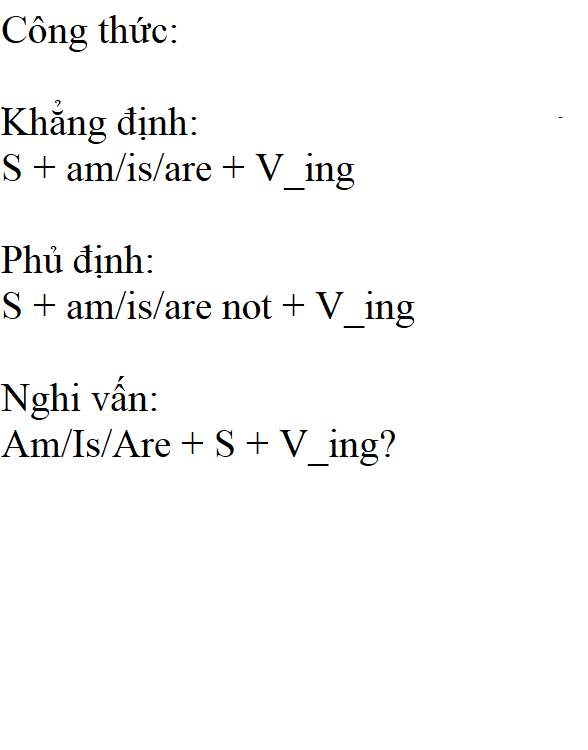 Công thức:
Khẳng định:
S + am/is/are + V_ing
Phủ định:
S + am/is/are not + V_ing
Nghi vấn:
Am/Is/Are + S + V_ing?